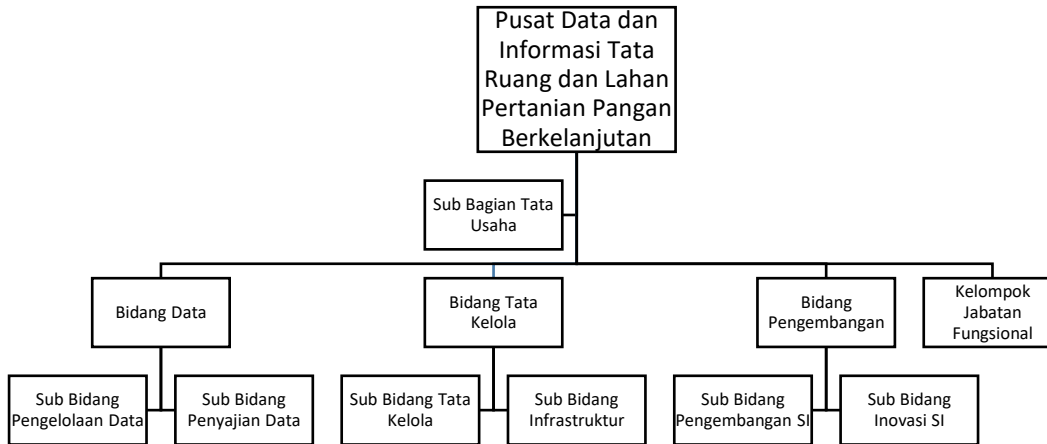 Pusat Data dan
Informasi Tata
Ruang dan Lahan
Pertanian Pangan
Berkelanjutan
Sub Bagian Tata
Usaha
Bidang Data
Bidang Tata
Kelola
Bidang
Pengembangan
Kelompok
Jabatan
Fungsional
Sub Bidang
Pengelolaan Data
Sub Bidang
Penyajian Data
Sub Bidang Tata
Kelola
Sub Bidang
Infrastruktur
Sub Bidang
Pengembangan SI
Sub Bidang
Inovasi SI